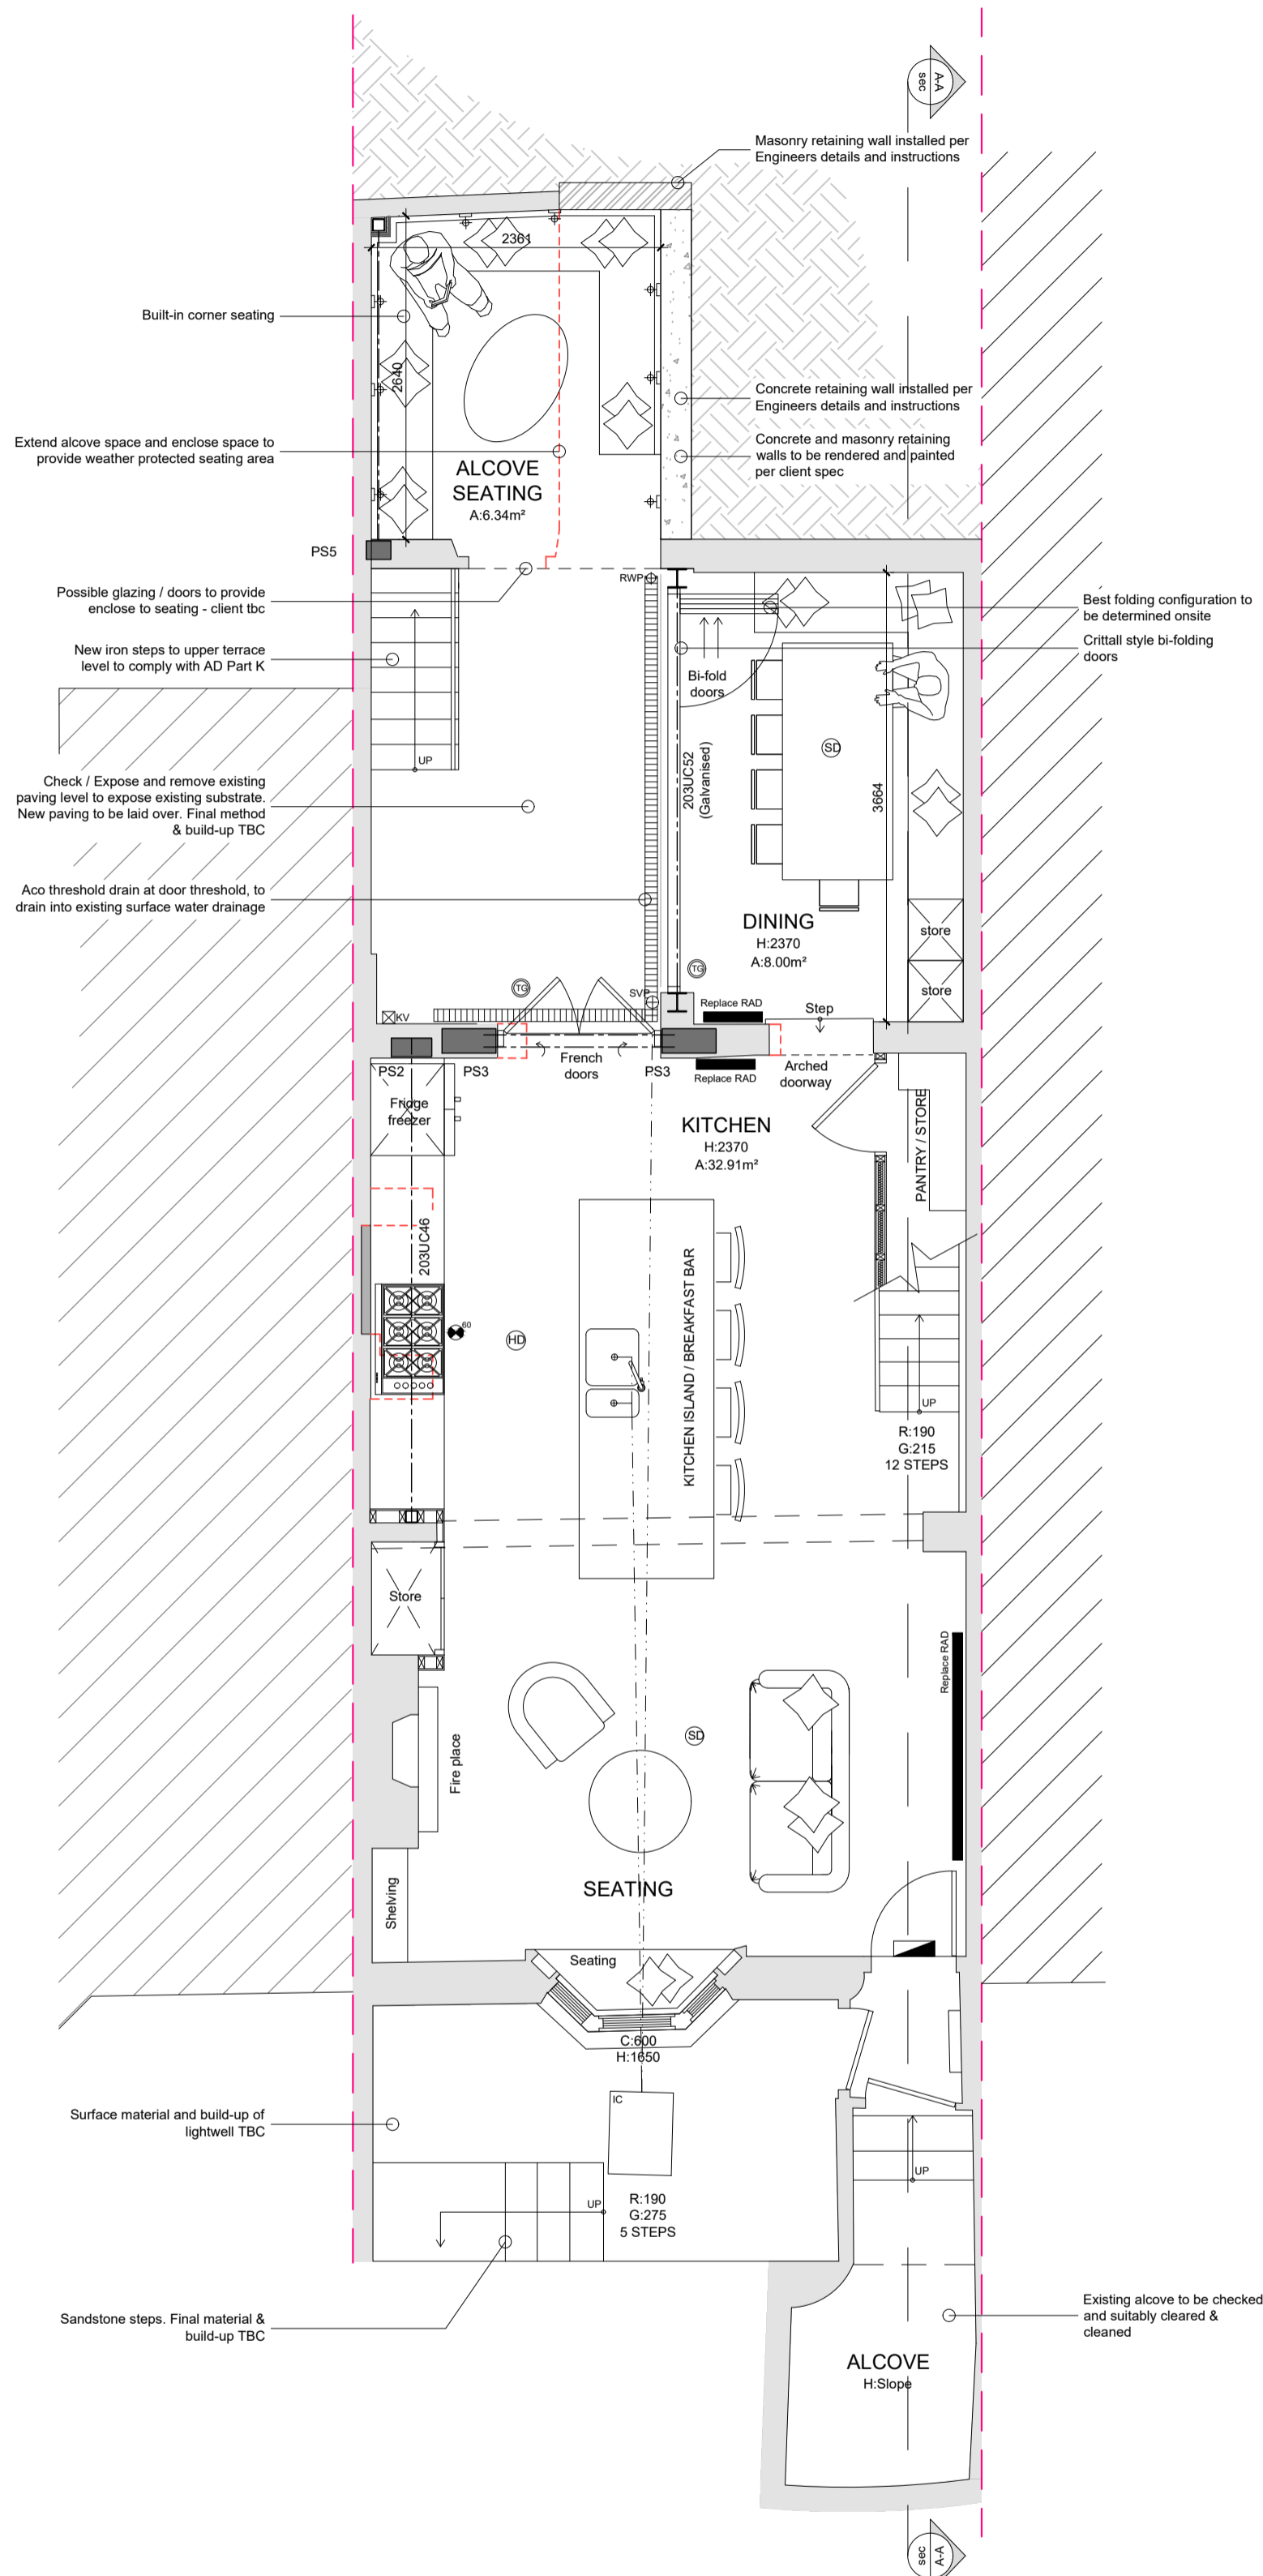 A-A
sec
Masonry retaining wall installed per
Engineers details and instructions
2361
Built-in corner seating
2640
Concrete retaining wall installed per
Engineers details and instructions
Extend alcove space and enclose space to
provide weather protected seating area
Concrete and masonry retaining
walls to be rendered and painted
per client spec
ALCOVE
SEATING
A:6.34m²
PS5
RWP
Possible glazing / doors to provide
enclose to seating - client tbc
Best folding configuration to
be determined onsite
Crittall style bi-folding
doors
New iron steps to upper terrace
level to comply with AD Part K
Bi-fold
doors
UP
SD
203UC52
(Galvanised)
3664
Check / Expose and remove existing
paving level to expose existing substrate.
New paving to be laid over. Final method
& build-up TBC
Aco threshold drain at door threshold, to
drain into existing surface water drainage
DINING
H:2370
A:8.00m²
store
store
TG
TG
SVP
Replace RAD
Step
KV
PS2
PS3
French
doors
PS3
Replace RAD
Arched
doorway
Fridge
freezer
KITCHEN
H:2370
A:32.91m²
PANTRY / STORE
203UC46
60
HD
KITCHEN ISLAND / BREAKFAST BAR
UP
R:190
G:215
12 STEPS
Store
Replace RAD
SD
Fire place
SEATING
Shelving
Seating
C:600
H:1650
IC
Surface material and build-up of
lightwell TBC
UP
UP
R:190
G:275
5 STEPS
Sandstone steps. Final material &
build-up TBC
Existing alcove to be checked
and suitably cleared &
cleaned
ALCOVE
H:Slope
sec
A-A